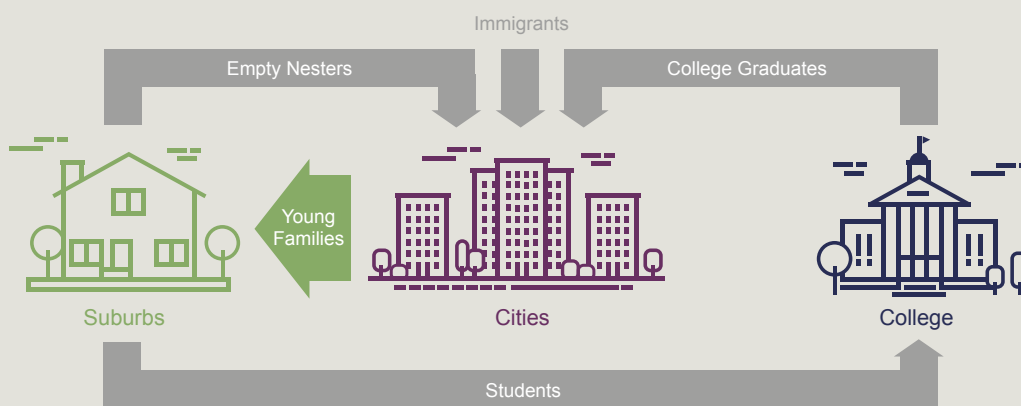 Immigrants
Empty Nesters
College Graduates
Young
Families
Suburbs
Cities
College
Students